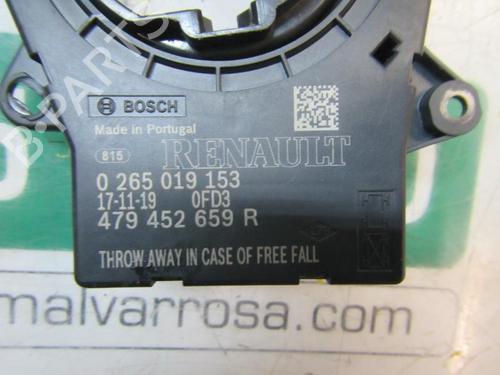 BOSCH
Made in Portugal
815
RENAULT
0 265 019 153
17-11-19 0FD3
479 452 659 R
THROW AWAY IN CASE OF FREE FALL
malvarrosa.com
B-PARTS